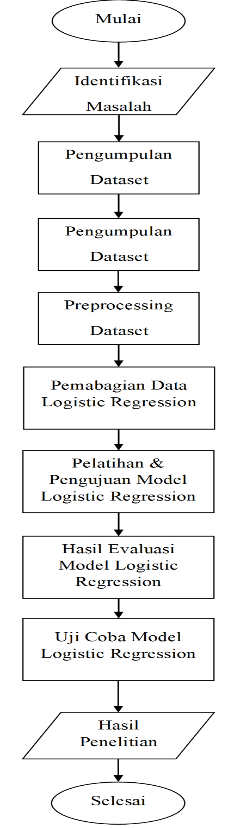 Mulai
Identifikasi
Masalah
Pengumpulan
Dataset
Pengumpulan
Dataset
Preprocessing
Dataset
Pemabagian Data
Logistic Regression
Pelatihan &
Pengujuan Model
Logistic Regression
Hasil Evaluasi
Model Logistic
Regression
Uji Coba Model
Logistic Regression
Hasil
Penelitian
Selesai